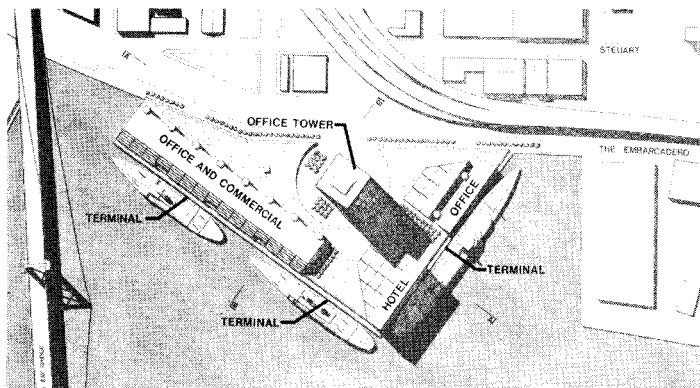 STEUART
OFFICE TOWER
THE EMBARCADERO
OFFICE AND COMMERCIAL
OFFICE
TERMINAL
TERMINAL
HOTEL
TERMINAL